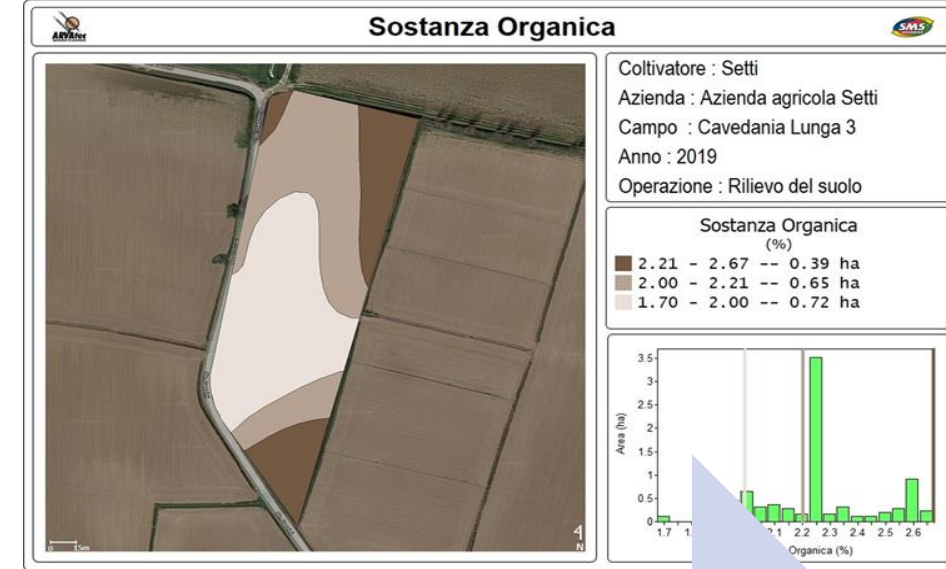 ARVAtec
Sostanza Organica
SMS
Coltivatore : Setti
Azienda : Azienda agricola Setti
Campo : Cavedania Lunga 3
Anno : 2019
Operazione : Rilievo del suolo
Sostanza Organica
(%)
2.21 - 2.67 -- 0.39 ha
2.00 - 2.21 -- 0.65 ha
1.70 - 2.00 -- 0.72 ha
3.5
3
2.5
2
1.5
1
0.5
0
Area (ha)
1.7 2.2 2.3 2.4 2.5 2.6
Organica (%)
0 15m
N